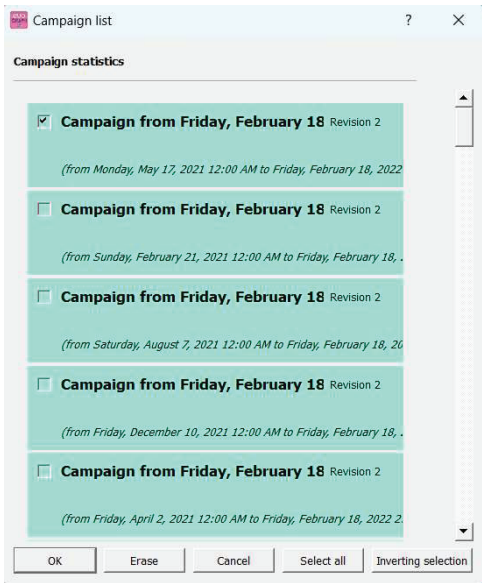 Campaign list
?
Campaign statistics
Campaign from Friday, February 18 Revision 2
(from Monday, May 17, 2021 12:00 AM to Friday, February 18, 2022
Campaign from Friday, February 18 Revision 2
(from Sunday, February 21, 2021 12:00 AM to Friday, February 18, .
Campaign from Friday, February 18 Revision 2
(from Saturday, August 7, 2021 12:00 AM to Friday, February 18, 20
Campaign from Friday, February 18 Revision 2
(from Friday, December 10, 2021 12:00 AM to Friday, February 18, .
Campaign from Friday, February 18 Revision 2
(from Friday, April 2, 2021 12:00 AM to Friday, February 18, 2022 2
OK Erase Cancel Select all Inverting selection